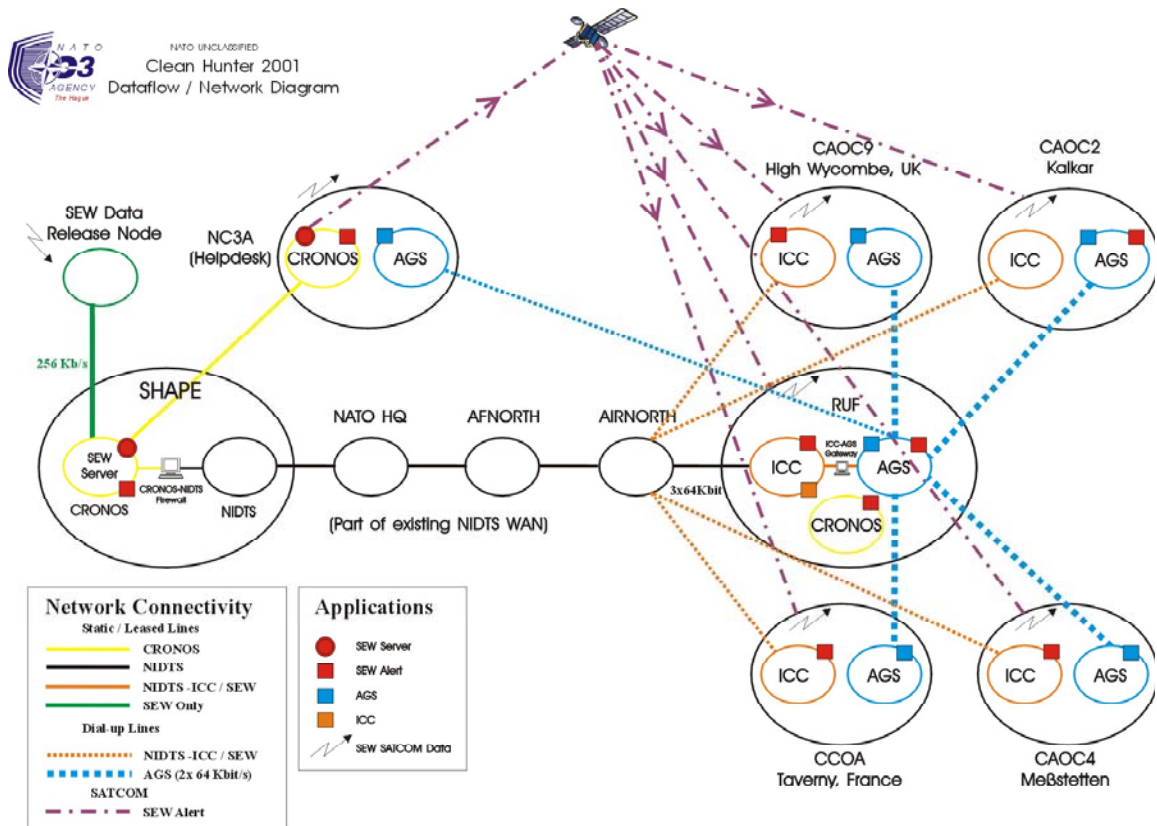 NATO
C3
AGENCY
The Hague
NATO UNCLASSIFIED
Clean Hunter 2001
Dataflow / Network Diagram
CAOC9
High Wycombe, UK
CAOC2
Kalkar
SEW Data
Release Node
NC3A
(Helpdesk)
CRONOS
AGS
ICC
AGS
ICC
AGS
256 Kb/s
SHAPE
NATO HQ
AFNORTH
AIRNORTH
RUF
SEW
Server
CRONOS-NIDTS
Firewall
CRONOS
NIDTS
3x64Kbit
ICC
ICC-AGS
Gateway
AGS
CRONOS
(Part of existing NIDTS WAN)
Network Connectivity
Static / Leased Lines
CRONOS
NIDTS
NIDTS -ICC / SEW
SEW Only
Dial-up Lines
NIDTS -ICC / SEW
AGS (2x 64 Kbit/s)
SATCOM
SEW Alert
Applications
SEW Server
SEW Alert
AGS
ICC
SEW SATCOM Data
ICC
AGS
ICC
AGS
CCOA
Taverny, France
CAOC4
Meßstetten